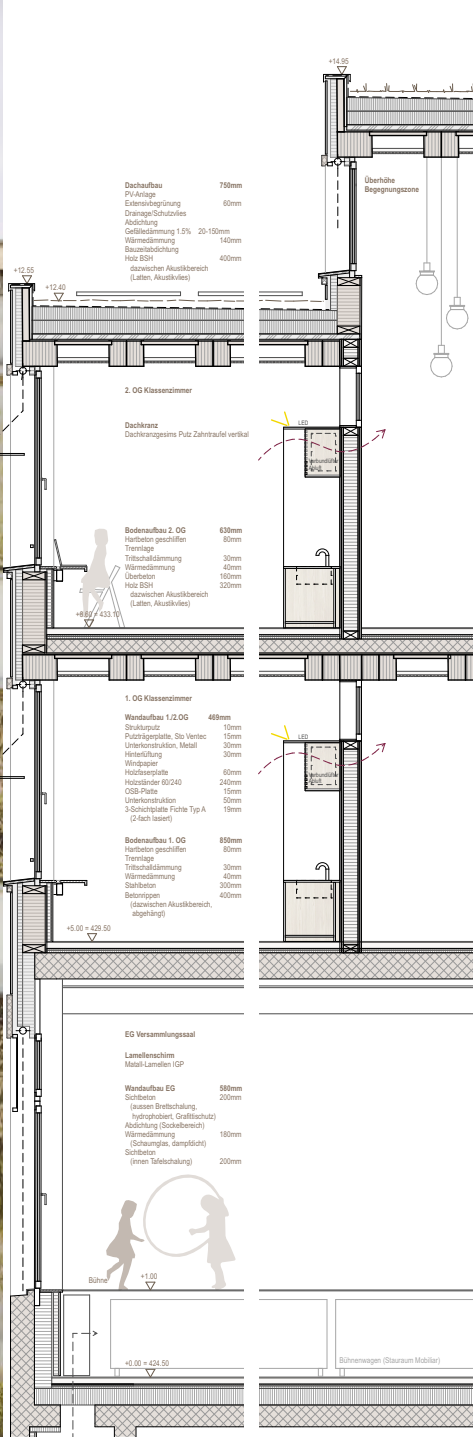 +14.95
Überhöhe
Begegnungszone
Dachaufbau 750mm
PV-Anlage
Extensivbegrünung 60mm
Drainage/Schutzvlies
Abdichtung
Gefälledämmung 1.5% 20-150mm
Wärmedämmung 140mm
Bauzeitabdichtung
Holz BSH 400mm
dazwischen Akustikbereich
(Latten, Akustikvlies)
+12.55
+12.40
2. OG Klassenzimmer
Dachkranz
Dachkranzgesims Putz Zahntraufel vertikal
LED
Bodenaufbau 2. OG 630mm
Hartbeton geschliffen 80mm
Trennlage
Trittschalldämmung 30mm
Wärmedämmung 40mm
Überbeton 160mm
Holz BSH 320mm
dazwischen Akustikbereich
(Latten, Akustikvlies)
+8.60 = 433.10
1. OG Klassenzimmer
Wandaufbau 1./2.OG 469mm
Strukturputz 10mm
Putzträgerplatte, Sto Ventec 15mm
Unterkonstruktion, Metall 30mm
Hinterlüftung 30mm
Windpapier
Holzfaserplatte 60mm
Holzständer 60/240 240mm
OSB-Platte 15mm
Unterkonstruktion 50mm
3-Schichtplatte Fichte Typ A 19mm
(2-fach lasiert)
LED
Bodenaufbau 1. OG 850mm
Hartbeton geschliffen 80mm
Trennlage
Trittschalldämmung 30mm
Wärmedämmung 40mm
Stahlbeton 300mm
Betonrippen 400mm
(dazwischen Akustikbereich,
abgehängt)
+5.00 = 429.50
EG Versammlungssaal
Lamellenschirm
Matall-Lamellen IGP
Wandaufbau EG 580mm
Sichtbeton 200mm
(aussen Brettschalung,
hydrophobiert, Grafittischutz)
Abdichtung (Sockelbereich)
Wärmedämmung 180mm
(Schaumglas, dampfdicht)
Sichtbeton
(innen Tafelschalung) 200mm
Bühne
+1.00
+0.00 = 424.50
Bühnenwagen (Stauraum Mobiliar)